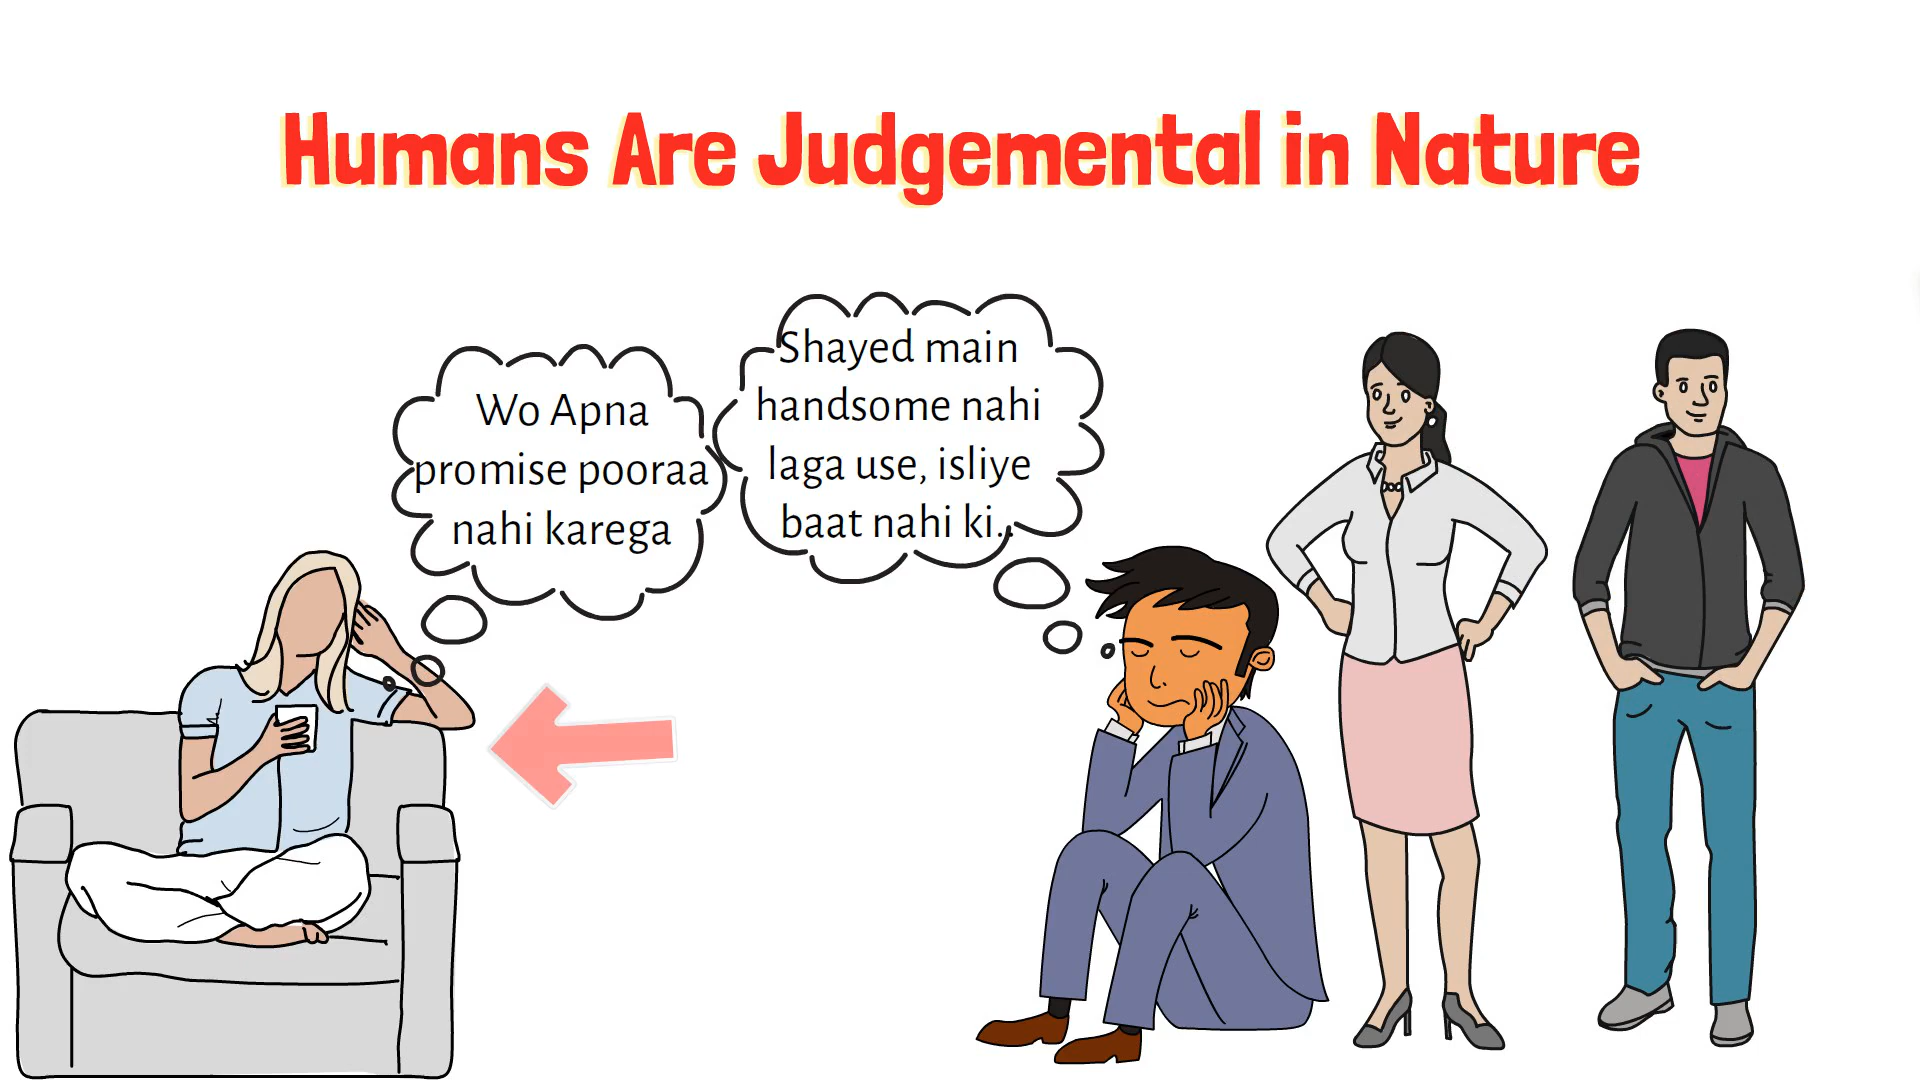 Humans Are Judgemental in Nature
Wo Apna
promise pooraa
nahi karega
Shayed main
handsome nahi
laga use, isliye
baat nahi ki..